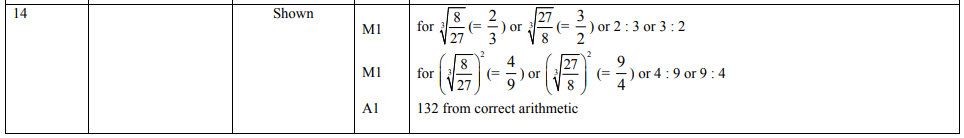 14 Shown M1 for ∛(8/27) (= 2/3) or ∛(27/8) (= 3/2) or 2 : 3 or 3 : 2
M1 for (∛(8/27))² (= 4/9) or (∛(27/8))² (= 9/4) or 4 : 9 or 9 : 4
A1 132 from correct arithmetic